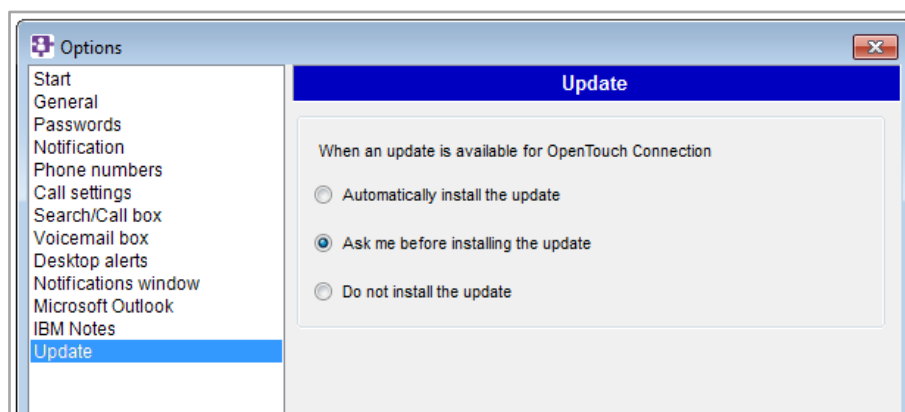 Options
Start
General
Passwords
Notification
Phone numbers
Call settings
Search/Call box
Voicemail box
Desktop alerts
Notifications window
Microsoft Outlook
IBM Notes
Update
Update
When an update is available for OpenTouch Connection
Automatically install the update
Ask me before installing the update
Do not install the update